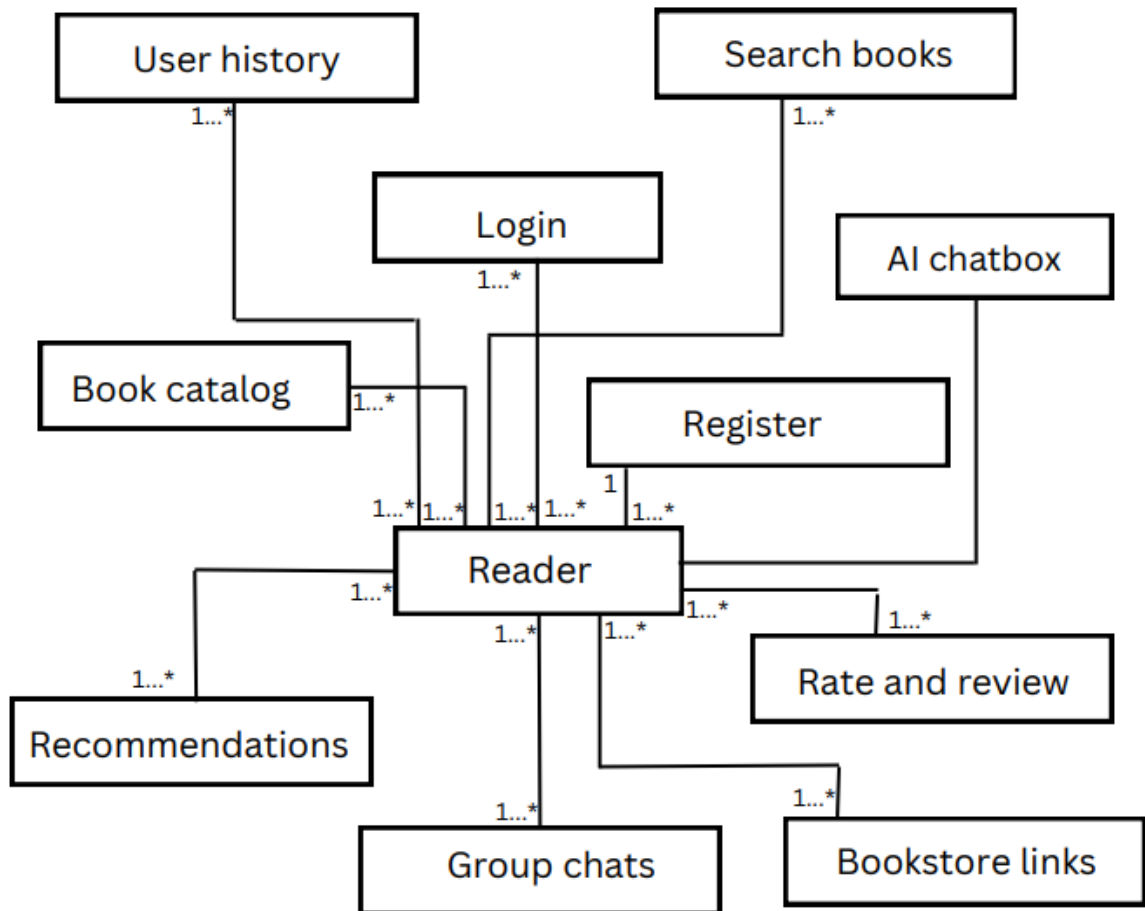 User history
Search books
1...*
1...*
Login
AI chatbox
1...*
Book catalog
1...*
Register
1
1...*
1...*
1...*
1...*
1...*
Reader
1...*
1...*
1...*
1...*
1...*
1...*
Rate and review
Recommendations
1...*
1...*
Group chats
Bookstore links